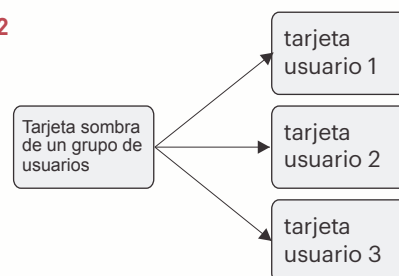 2
tarjeta
usuario 1
Tarjeta sombra
de un grupo de
usuarios
tarjeta
usuario 2
tarjeta
usuario 3